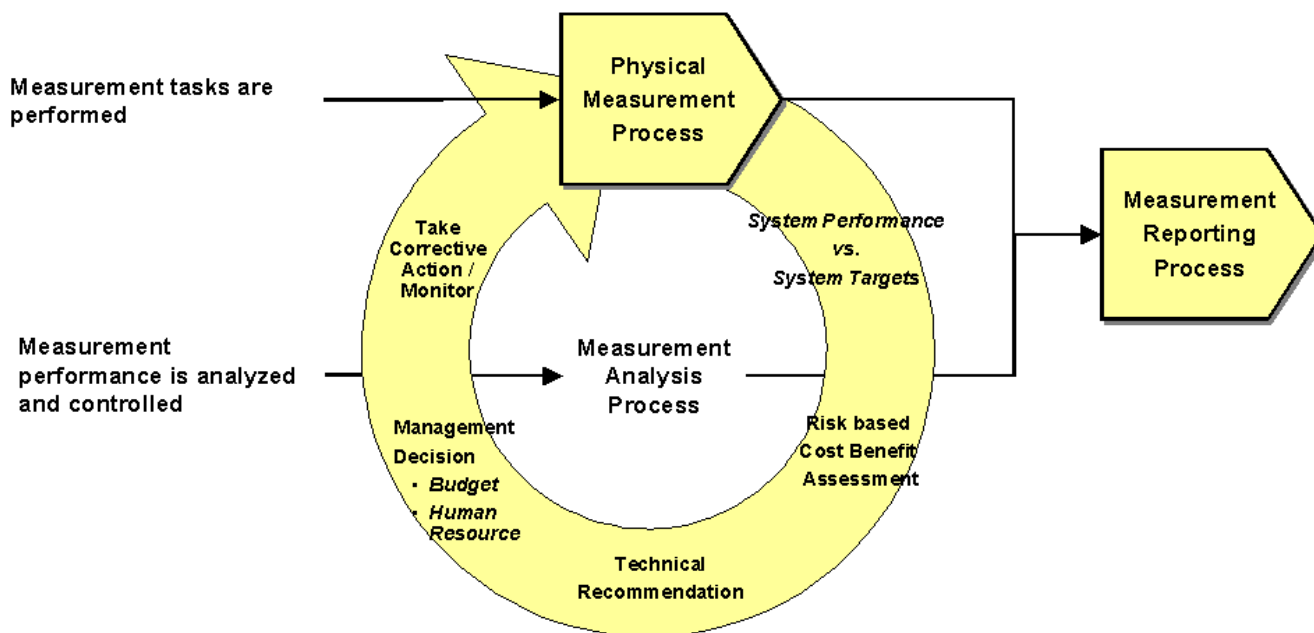 Measurement tasks are
performed
Physical
Measurement
Process
Measurement
Reporting
Process
System Performance
vs.
System Targets
Take
Corrective
Action /
Monitor
Measurement
performance is analyzed
and controlled
Measurement
Analysis
Process
Risk based
Cost Benefit
Assessment
Management
Decision
• Budget
• Human
Resource
Technical
Recommendation